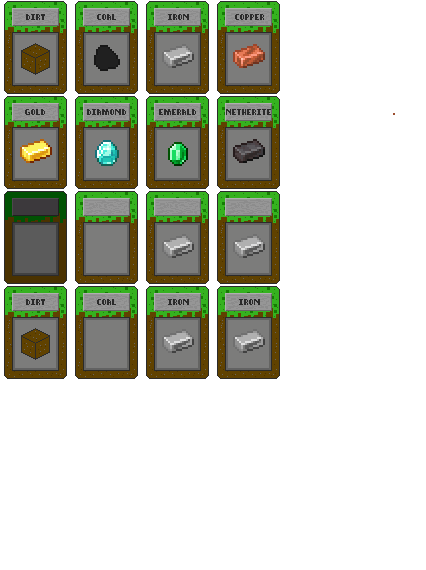 DIRT
COAL
IRON
COPPER
GOLD
DIAMOND
EMERALD
NETHERITE
DIRT
COAL
IRON
IRON